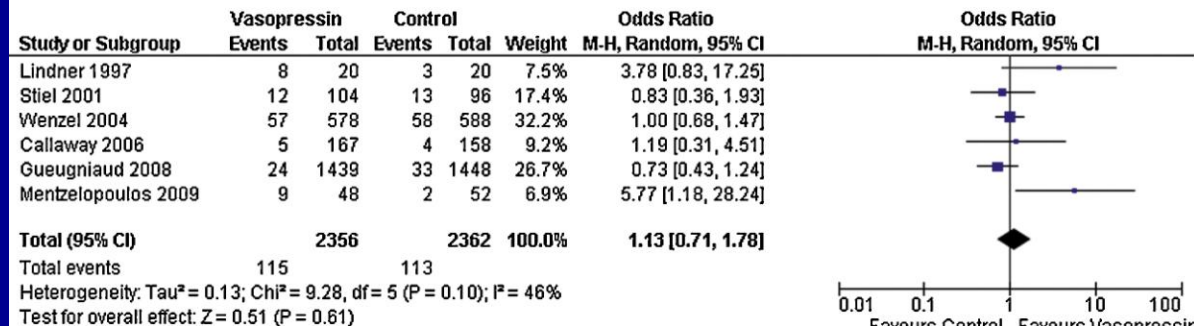 Vasopressin Control Odds Ratio Odds Ratio
Study or Subgroup Events Total Events Total Weight M-H, Random, 95% CI M-H, Random, 95% CI
Lindner 1997 8 20 3 20 7.5% 3.78 [0.83, 17.25]
Stiel 2001 12 104 13 96 17.4% 0.83 [0.36, 1.93]
Wenzel 2004 57 578 58 588 32.2% 1.00 [0.68, 1.47]
Callaway 2006 5 167 4 158 9.2% 1.19 [0.31, 4.51]
Gueugniaud 2008 24 1439 33 1448 26.7% 0.73 [0.43, 1.24]
Mentzelopoulos 2009 9 48 2 52 6.9% 5.77 [1.18, 28.24]
Total (95% CI) 2356 2362 100.0% 1.13 [0.71, 1.78]
Total events 115 113
Heterogeneity: Tau² = 0.13; Chi² = 9.28, df = 5 (P = 0.10); I² = 46%
Test for overall effect: Z = 0.51 (P = 0.61)
0.01 0.1 1 10 100
Favours Control Favours Vasopressin